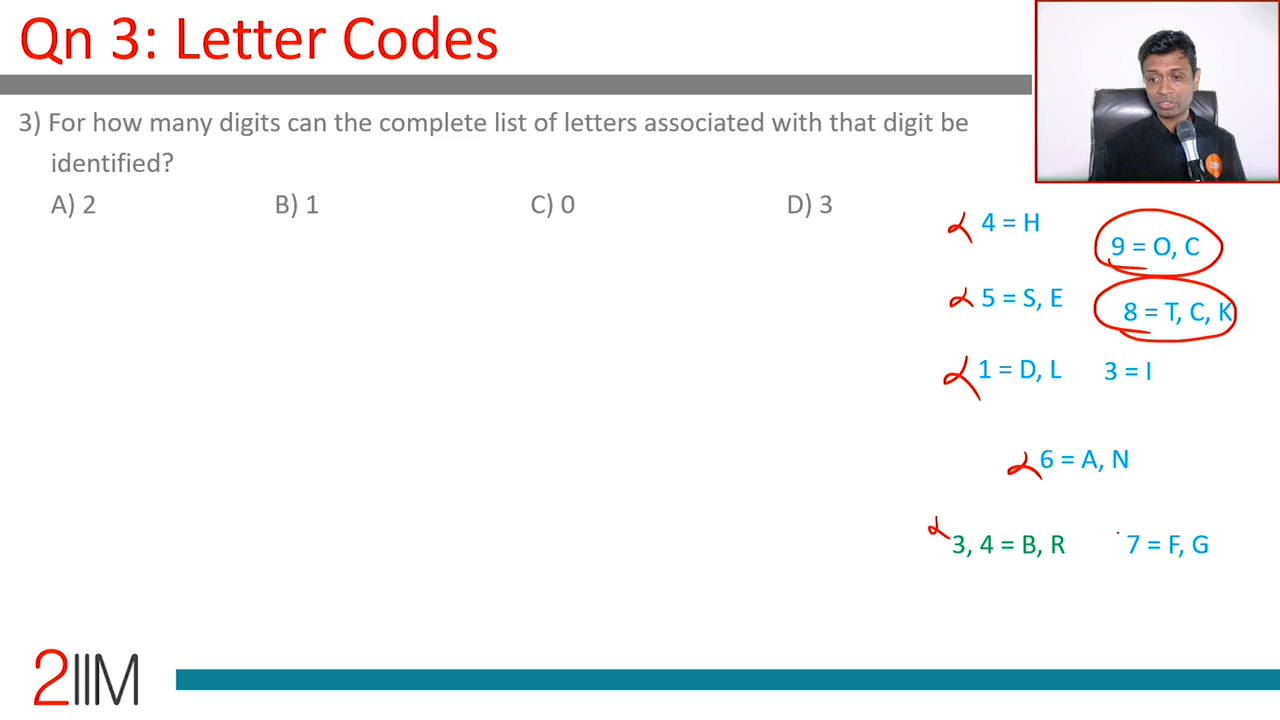 Qn 3: Letter Codes
3) For how many digits can the complete list of letters associated with that digit be
identified?
A) 2 B) 1 C) 0 D) 3
4 = H
9 = O, C
5 = S, E
8 = T, C, K
1 = D, L
3 = I
6 = A, N
3, 4 = B, R
7 = F, G
2IIM